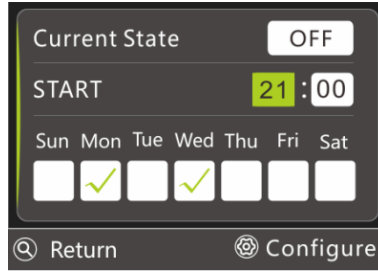 Current State OFF
START 21:00
Sun Mon Tue Wed Thu Fri Sat
Return Configure